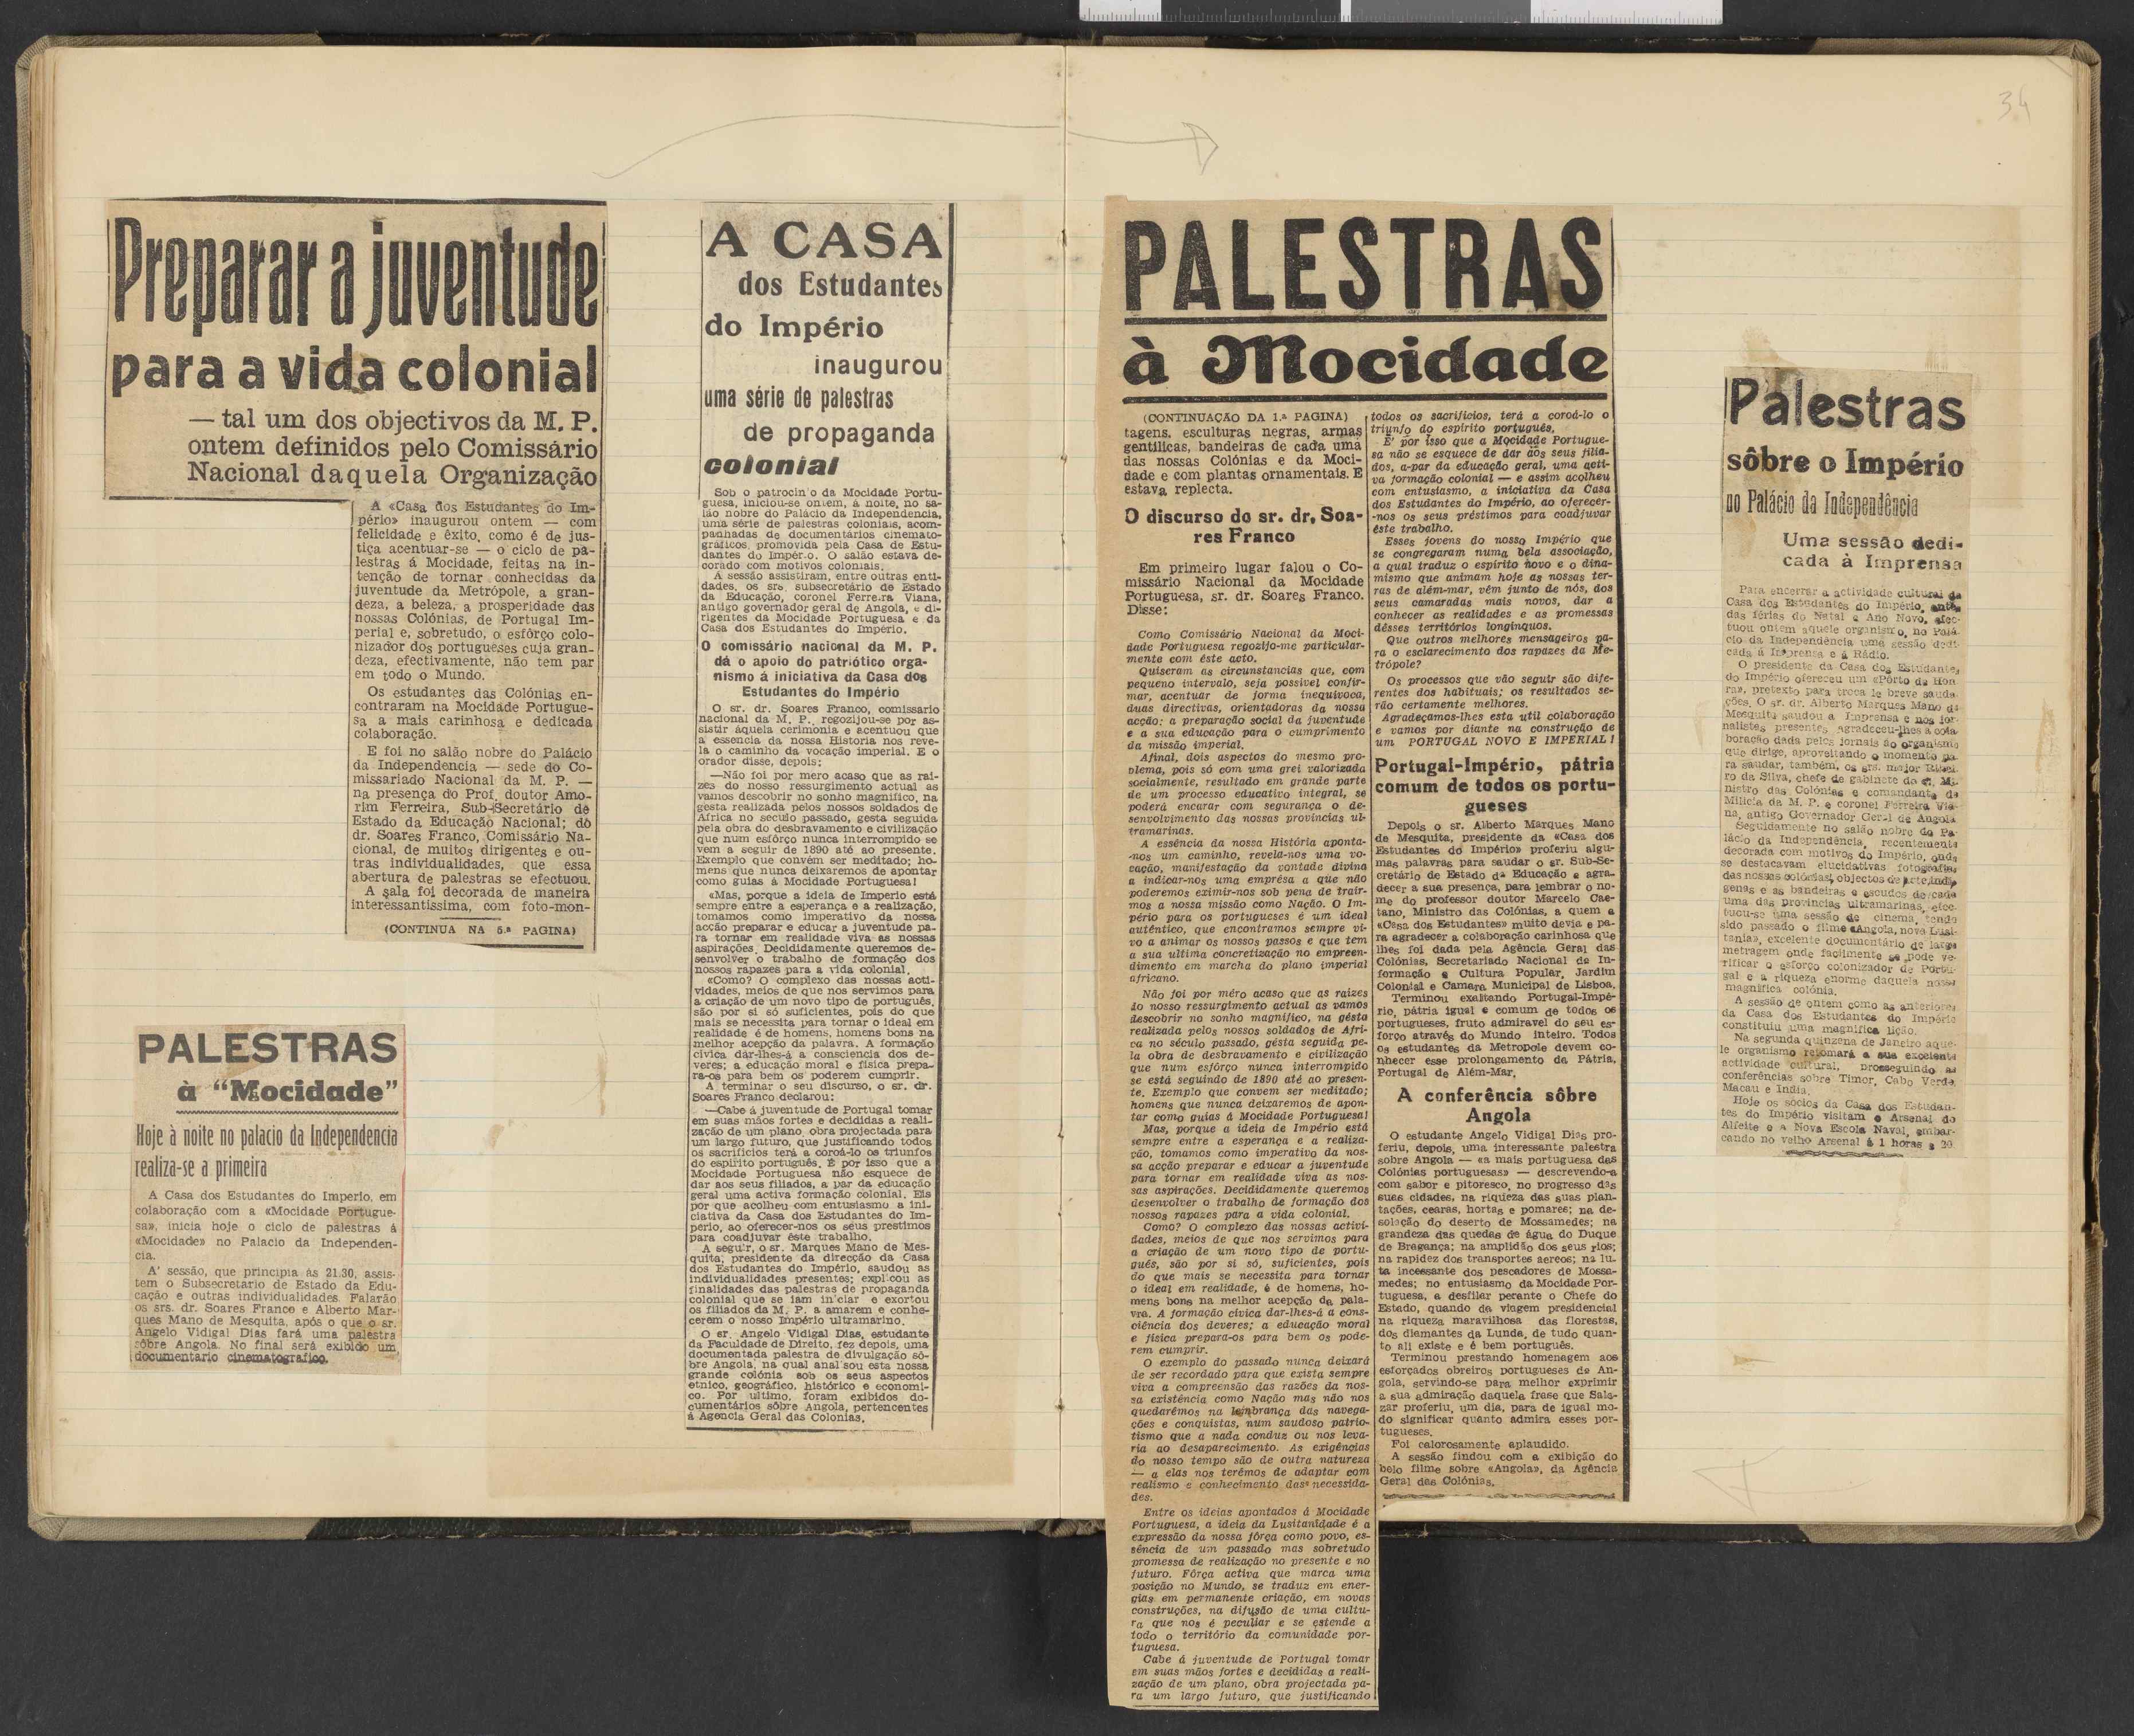 34
Preparar a juventude
para a vida colonial
— tal um dos objectivos da M. P.
ontem definidos pelo Comissário
Nacional daquela Organização
A «Casa dos Estudantes do Im-
pério» inaugurou ontem — com
felicidade e êxito, como é de jus-
tiça acentuar-se — o ciclo de pa-
lestras á Mocidade, feitas na in-
tenção de tornar conhecidas da
juventude da Metrópole, a gran-
deza, a beleza, a prosperidade das
nossas Colónias, de Portugal Im-
perial e, sobretudo, o esfôrço colo-
nizador dos portugueses cuja gran-
deza, efectivamente, não tem par
em todo o Mundo.
Os estudantes das Colónias en-
contraram na Mocidade Portugue-
sa a mais carinhosa e dedicada
colaboração.
E foi no salão nobre do Palácio
da Independencia — sede do Co-
missariado Nacional da M. P. —
na presença do Prof. doutor Amo-
rim Ferreira, Sub-Secretário de
Estado da Educação Nacional; do
dr. Soares Franco, Comissário Na-
cional, de muitos dirigentes e ou-
tras individualidades, que essa
abertura de palestras se efectuou.
A sala foi decorada de maneira
interessantissima, com foto-mon-
(CONTINUA NA 5.ª PAGINA)
PALESTRAS
à "Mocidade"
Hoje à noite no palacio da Independencia
realiza-se a primeira
A Casa dos Estudantes do Imperio, em
colaboração com a «Mocidade Portugue-
sa», inicia hoje o ciclo de palestras á
«Mocidade» no Palacio da Independen-
cia.
A' sessão, que principia ás 21.30, assis-
tem o Subsecretario de Estado da Edu-
cação e outras individualidades. Falarão
os srs. dr. Soares Franco e Alberto Mar-
ques Mano de Mesquita, após o que o sr.
Angelo Vidigal Dias fará uma palestra
sôbre Angola. No final será exibido um
documentario cinematografico.
A CASA
dos Estudantes
do Império
inaugurou
uma série de palestras
de propaganda
colonial
Sob o patrocin'o da Mocidade Portu-
guesa, iniciou-se ontem, à noite, no sa-
lão nobre do Palácio da Independencia,
uma série de palestras coloniais, acom-
panhadas de documentários cinemato-
gráficos, promovida pela Casa de Estu-
dantes do Impér.o. O salão estava de-
corado com motivos coloniais.
A sessão assistiram, entre outras enti-
dades, os srs. subsecretário de Estado
da Educação, coronel Ferre.ra Viana,
antigo governador geral de Angola, e di-
rigentes da Mocidade Portuguesa e da
Casa dos Estudantes do Império.
O comissário nacional da M. P.
dá o apoio do patriótico orga-
nismo á iniciativa da Casa dos
Estudantes do Império
O sr. dr. Soares Franco, comissario
nacional da M. P., regozijou-se por as-
sistir áquela cerimónia e acentuou que
a essencia da nossa Historia nos reve-
la o caminho da vocação imperial. E o
orador disse, depois:
—Não foi por mero acaso que as raí-
zes do nosso ressurgimento actual as
vamos descobrir no sonho magnifico, na
gesta realizada pelos nossos soldados de
Africa no seculo passado, gesta seguida
pela obra do desbravamento e civilização
que num esfôrço nunca interrompido se
vem a seguir de 1890 até ao presente.
Exemplo que convém ser meditado; ho-
mens que nunca deixaremos de apontar
como guias á Mocidade Portuguesa!
«Mas, porque a ideia de Imperio está
sempre entre a esperança e a realização,
tomamos como imperativo da nossa
acção preparar e educar a juventude pa-
ra tornar em realidade viva as nossas
aspirações. Decididamente queremos de-
senvolver o trabalho de formação dos
nossos rapazes para a vida colonial.
«Como? O complexo das nossas acti-
vidades, meios de que nos servimos para
a criação de um novo tipo de português,
são por si só suficientes, pois do que
mais se necessita para tornar o ideal em
realidade é de homens, homens bons na
melhor acepção da palavra. A formação
civica dar-lhes-á a consciencia dos de-
veres; a educação moral e fisica prepa-
ra-os para bem os poderem cumprir.
A terminar o seu discurso, o sr. dr.
Soares Franco declarou:
—Cabe á juventude de Portugal tomar
em suas mãos fortes e decididas a reali-
zação de um plano, obra projectada para
um largo futuro, que justificando todos
os sacrificios terá a corôá-lo os triunfos
do espirito português. É por isso que a
Mocidade Portuguesa não esquece de
dar aos seus filiados, a par da educação
geral uma activa formação colonial. Eis
por que acolheu com entusiasmo a ini-
ciativa da Casa dos Estudantes do Im-
perio, ao oferecer-nos os seus prestimos
para coadjuvar êste trabalho.
A segu'r, o sr. Marques Mano de Mes-
quita, presidente da direcção da Casa
dos Estudantes do Império, saudou as
individualidades presentes; expl'cou as
finalidades das palestras de propaganda
colonial que se iam in'ciar e exortou
os filiados da M. P. a amarem e conhe-
cerem o nosso Império ultramarino.
O sr. Angelo Vidigal Dias, estudante
da Faculdade de Direito, fez depois, uma
documentada palestra de divulgação sô-
bre Angola, na qual anal'sou esta nossa
grande colónia sob os seus aspectos
etnico, geográfico, histórico e economi-
co. Por ultimo, foram exibidos do-
cumentários sôbre Angola, pertencentes
á Agencia Geral das Colonias.
PALESTRAS
à Mocidade
(CONTINUAÇÃO DA 1.ª PAGINA)
tagens, esculturas negras, armas
gentílicas, bandeiras de cada uma
das nossas Colónias e da Moci-
dade e com plantas ornamentais. E
estava repleta.
O discurso do sr. dr. Soa-
res Franco
Em primeiro lugar falou o Co-
missário Nacional da Mocidade
Portuguesa, sr. dr. Soares Franco.
Disse:
Como Comissário Nacional da Moci-
dade Portuguesa regozijo-me particular-
mente com êste acto.
Quiseram as circunstancias que, com
pequeno intervalo, seja possivel confir-
mar, acentuar de forma inequivoca,
duas directivas, orientadoras da nossa
acção: a preparação social da juventude
e a sua educação para o cumprimento
da missão imperial.
Afinal, dois aspectos do mesmo pro-
blema, pois só com uma grei valorizada
socialmente, resultado em grande parte
de um processo educativo integral, se
poderá encarar com segurança o de-
senvolvimento das nossas provincias ul-
tramarinas.
A essência da nossa História aponta-
-nos um caminho, revela-nos uma vo-
cação, manifestação da vontade divina
a indicar-nos uma emprêsa a que não
poderemos eximir-nos sob pena de trair-
mos a nossa missão como Nação. O Im-
pério para os portugueses é um ideal
autêntico, que encontramos sempre vi-
vo a animar os nossos passos e que tem
a sua ultima concretização no empreen-
dimento em marcha do plano imperial
africano.
Não foi por méro acaso que as raizes
do nosso ressurgimento actual as vamos
descobrir no sonho magnífico, na gésta
realizada pelos nossos soldados de Afri-
ca no século passado, gésta seguida pe-
la obra de desbravamento e civilização
que num esfôrço nunca interrompido
se está seguindo de 1890 até ao presen-
te. Exemplo que convem ser meditado;
homens que nunca deixaremos de apon-
tar como guias á Mocidade Portuguesa!
Mas, porque a ideia de Império está
sempre entre a esperança e a realiza-
ção, tomamos como imperativo da nos-
sa acção preparar e educar a juventude
para tornar em realidade viva as nos-
sas aspirações. Decididamente queremos
desenvolver o trabalho de formação dos
nossos rapazes para a vida colonial.
Como? O complexo das nossas activi-
dades, meios de que nos servimos para
a criação de um novo tipo de portu-
guês, são por si só, suficientes, pois
do que mais se necessita para tornar
o ideal em realidade, é de homens, ho-
mens bons na melhor acepção da pala-
vra. A formação cívica dar-lhes-á a cons-
ciência dos deveres; a educação moral
e fisica prepara-os para bem os pode-
rem cumprir.
O exemplo do passado nunca deixará
de ser recordado para que exista sempre
viva a compreensão das razões da nos-
sa existência como Nação mas não nos
quedarêmos na lembrança das navega-
ções e conquistas, num saudoso patrio-
tismo que a nada conduz ou nos leva-
ria ao desaparecimento. As exigências
do nosso tempo são de outra natureza
— a elas nos terêmos de adaptar com
realismo e conhecimento das necessida-
des.
Entre os ideias apontados á Mocidade
Portuguesa, a ideia da Lusitanidade é a
expressão da nossa fôrça como povo, es-
sência de um passado mas sobretudo
promessa de realização no presente e no
futuro. Fôrça activa que marca uma
posição no Mundo, se traduz em ener-
gias em permanente criação, em novas
construções, na difusão de uma cultu-
ra que nos é peculiar e se estende a
todo o território da comunidade por-
tuguesa.
Cabe á juventude de Portugal tomar
em suas mãos fortes e decididas a reali-
zação de um plano, obra projectada pa-
ra um largo futuro, que justificando
todos os sacrificios, terá a coroá-lo o
triunfo do espirito português.
E' por isso que a Mocidade Portugue-
sa não se esquece de dar aos seus filia-
dos, a-par da educação geral, uma acti-
va formação colonial — e assim acolheu
com entusiasmo, a iniciativa da Casa
dos Estudantes do Império, ao oferecer-
-nos os seus préstimos para coadjuvar
êste trabalho.
Esses jovens do nosso Império que
se congregaram numa bela associação,
a qual traduz o espírito novo e o dina-
mismo que animam hoje as nossas ter-
ras de além-mar, vêm junto de nós, dos
seus camaradas mais novos, dar a
conhecer as realidades e as promessas
dêsses territórios longinquos.
Que outros melhores mensageiros pa-
ra o esclarecimento dos rapazes da Me-
trópole?
Os processos que vão seguir são dife-
rentes dos habituais; os resultados se-
rão certamente melhores.
Agradeçamos-lhes esta util colaboração
e vamos por diante na construção de
um PORTUGAL NOVO E IMPERIAL!
Portugal-Império, pátria
comum de todos os portu-
gueses
Depois o sr. Alberto Marques Mano
de Mesquita, presidente da «Casa dos
Estudantes do Império» proferiu algu-
mas palavras para saudar o sr. Sub-Se-
cretário de Estado da Educação e agra-
decer a sua presença, para lembrar o no-
me do professor doutor Marcelo Cae-
tano, Ministro das Colónias, a quem a
«Casa dos Estudantes» muito devia e pa-
ra agradecer a colaboração carinhosa que
lhes foi dada pela Agência Geral das
Colónias, Secretariado Nacional de In-
formação e Cultura Popular, Jardim
Colonial e Camara Municipal de Lisboa.
Terminou exaltando Portugal-Impé-
rio, pátria igual e comum de todos os
portugueses, fruto admiravel do seu es-
forço através do Mundo inteiro. Todos
os estudantes da Metropole devem co-
nhecer esse prolongamento da Pátria,
Portugal de Além-Mar.
A conferência sôbre
Angola
O estudante Angelo Vidigal Dias pro-
feriu, depois, uma interessante palestra
sobre Angola — «a mais portuguesa das
Colónias portuguesas» — descrevendo-a
com sabor e pitoresco, no progresso das
suas cidades, na riqueza das suas plan-
tações, cearas, hortas e pomares; na de-
solação do deserto de Mossamedes; na
grandeza das quedas de água do Duque
de Bragança; na amplidão dos seus rios;
na rapidez dos transportes aereos; na lu-
ta incessante dos pescadores de Mossa-
medes; no entusiasmo da Mocidade Por-
tuguesa, a desfilar perante o Chefe do
Estado, quando da viagem presidencial
na riqueza maravilhosa das florestas,
dos diamantes da Lunda, de tudo quan-
to ali existe e é bem português.
Terminou prestando homenagem aos
esforçados obreiros portugueses de An-
gola, servindo-se para melhor exprimir
a sua admiração daquela frase que Sala-
zar proferiu, um dia, para de igual mo-
do significar quanto admira esses por-
tugueses.
Foi calorosamente aplaudido.
A sessão findou com a exibição do
belo filme sobre «Angola», da Agência
Geral das Colónias.
Palestras
sôbre o Império
no Palácio da Independência
Uma sessão dedi-
cada à Imprensa
Para encerrar a actividade cultural da
Casa dos Estudantes do Império, antes
das férias do Natal e Ano Novo, efec-
tuou ontem aquele organismo, no Palá-
cio da Independência uma sessão dedi-
cada à Imprensa e á Rádio.
O presidente da Casa dos Estudantes
do Império ofereceu um «Pôrto de Hon
ra», pretexto para troca de breve sauda-
ções. O sr. dr. Alberto Marques Mano de
Mesquita saudou a Imprensa e nos jor-
nalistas presentes agradeceu-lhes a cola-
boração dada pelos jornais ao organismo
que dirige, aproveitando o momento pa-
ra saudar, também, os srs. major Ribei-
ro da Silva, chefe de gabinete do sr. Mi-
nistro das Colónias e comandante da
Milicia da M. P. e coronel Ferreira Via-
na, antigo Governador Geral de Angola.
Seguidamente no salão nobre do Pa-
lácio da Independência, recentemente
decorada com motivos do Império, onde
se destacavam elucidativas fotografias
das nossas colónias, objectos de arte indi-
genas e as bandeiras e escudos de cada
uma das provincias ultramarinas, efec-
tuou-se uma sessão de cinema, tendo
sido passado o filme «Angola, nova Lusi-
tania», excelente documentário de larga
metragem onde facilmente se pode ve-
rificar o esforço colonizador de Portu-
gal e a riqueza enorme daquela nossa
magnifica colónia.
A sessão de ontem como as anteriores
da Casa dos Estudantes do Império
constituiu uma magnifica lição.
Na segunda quinzena de Janeiro aque-
le organismo retomará a sua excelente
actividade cultural, prosseguindo as
conferências sobre Timor, Cabo Verde,
Macau e India.
Hoje os sócios da Casa dos Estudan-
tes do Império visitam o Arsenal do
Alfeite e a Nova Escola Naval, embar-
cando no velho Arsenal á 1 horas e 20